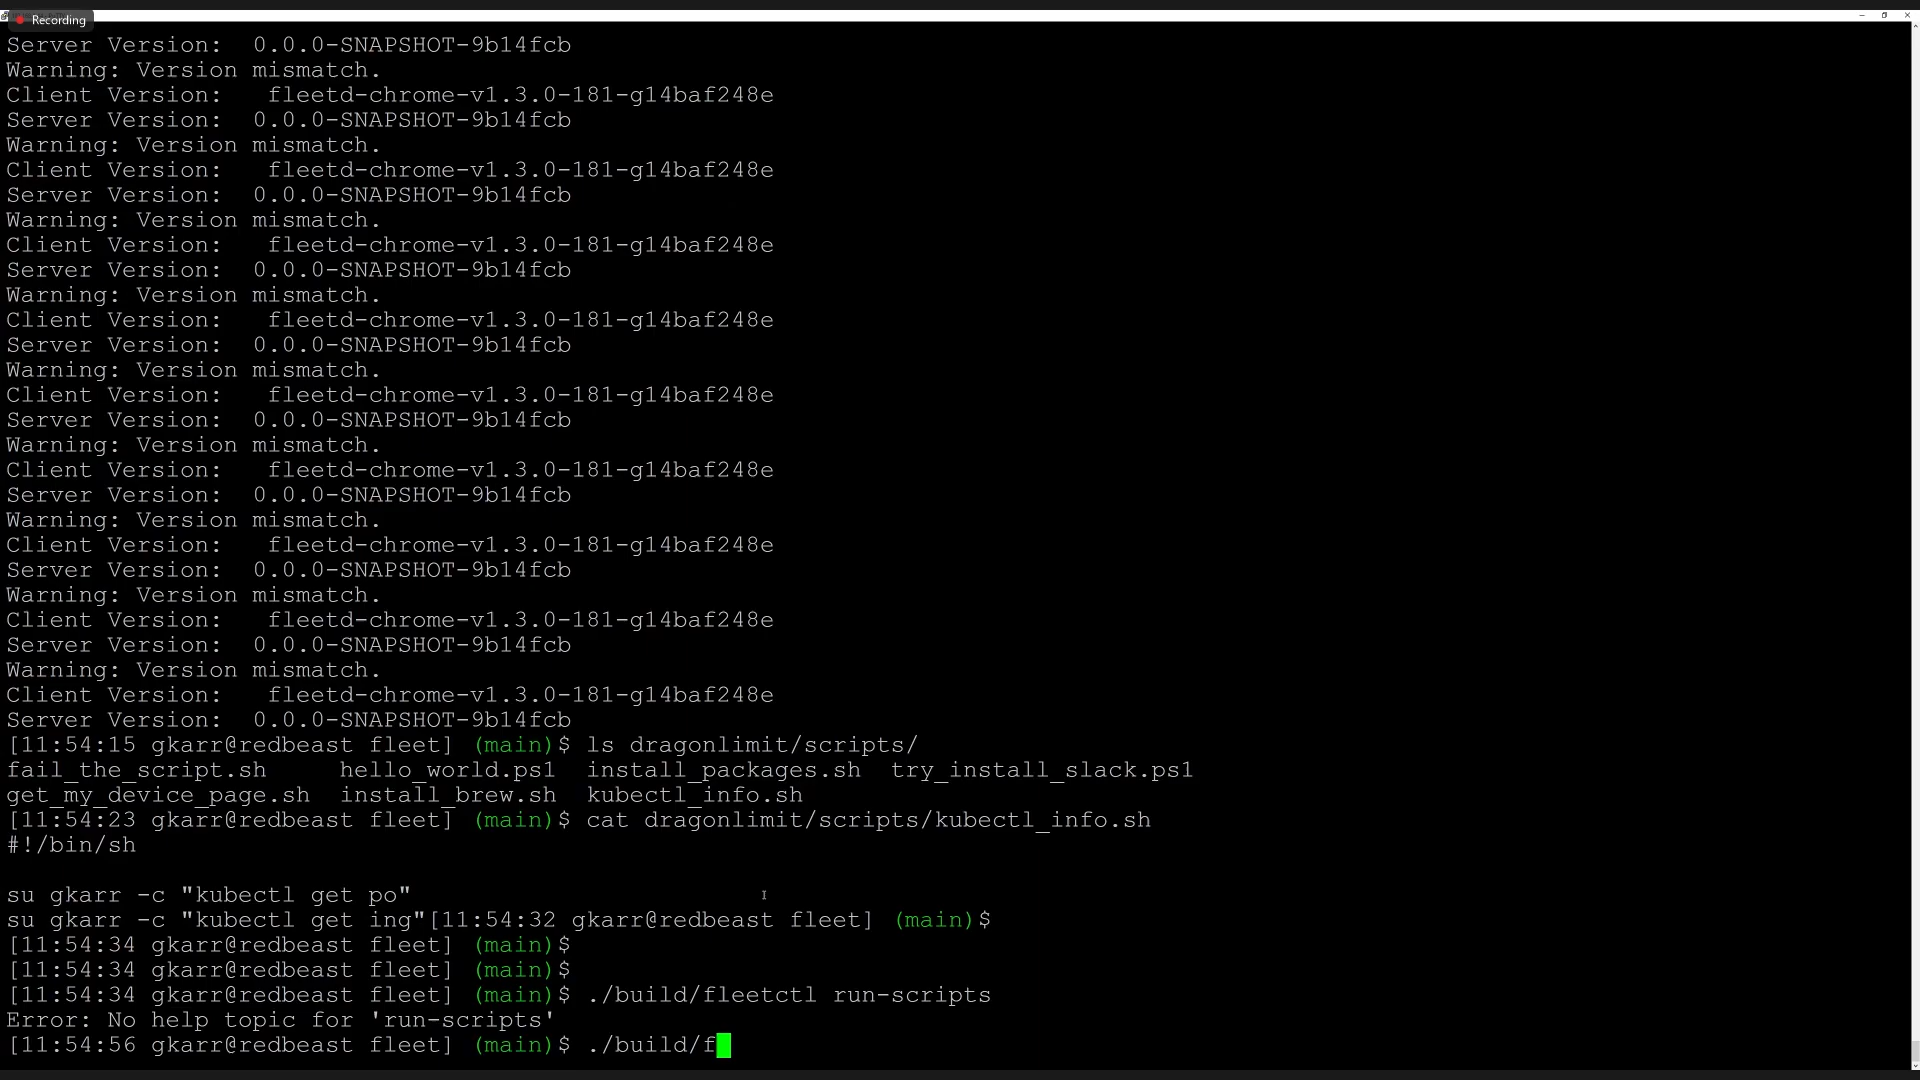 Recording
Server Version:  0.0.0-SNAPSHOT-9b14fcb
Warning: Version mismatch.
Client Version:   fleetd-chrome-v1.3.0-181-g14baf248e
Server Version:  0.0.0-SNAPSHOT-9b14fcb
Warning: Version mismatch.
Client Version:   fleetd-chrome-v1.3.0-181-g14baf248e
Server Version:  0.0.0-SNAPSHOT-9b14fcb
Warning: Version mismatch.
Client Version:   fleetd-chrome-v1.3.0-181-g14baf248e
Server Version:  0.0.0-SNAPSHOT-9b14fcb
Warning: Version mismatch.
Client Version:   fleetd-chrome-v1.3.0-181-g14baf248e
Server Version:  0.0.0-SNAPSHOT-9b14fcb
Warning: Version mismatch.
Client Version:   fleetd-chrome-v1.3.0-181-g14baf248e
Server Version:  0.0.0-SNAPSHOT-9b14fcb
Warning: Version mismatch.
Client Version:   fleetd-chrome-v1.3.0-181-g14baf248e
Server Version:  0.0.0-SNAPSHOT-9b14fcb
Warning: Version mismatch.
Client Version:   fleetd-chrome-v1.3.0-181-g14baf248e
Server Version:  0.0.0-SNAPSHOT-9b14fcb
Warning: Version mismatch.
Client Version:   fleetd-chrome-v1.3.0-181-g14baf248e
Server Version:  0.0.0-SNAPSHOT-9b14fcb
Warning: Version mismatch.
Client Version:   fleetd-chrome-v1.3.0-181-g14baf248e
Server Version:  0.0.0-SNAPSHOT-9b14fcb
[11:54:15 gkarr@redbeast fleet] (main)$ ls dragonlimit/scripts/
fail_the_script.sh     hello_world.ps1  install_packages.sh  try_install_slack.ps1
get_my_device_page.sh  install_brew.sh  kubectl_info.sh
[11:54:23 gkarr@redbeast fleet] (main)$ cat dragonlimit/scripts/kubectl_info.sh
#!/bin/sh
su gkarr -c "kubectl get po"
su gkarr -c "kubectl get ing"[11:54:32 gkarr@redbeast fleet] (main)$
[11:54:34 gkarr@redbeast fleet] (main)$
[11:54:34 gkarr@redbeast fleet] (main)$
[11:54:34 gkarr@redbeast fleet] (main)$ ./build/fleetctl run-scripts
Error: No help topic for 'run-scripts'
[11:54:56 gkarr@redbeast fleet] (main)$ ./build/f